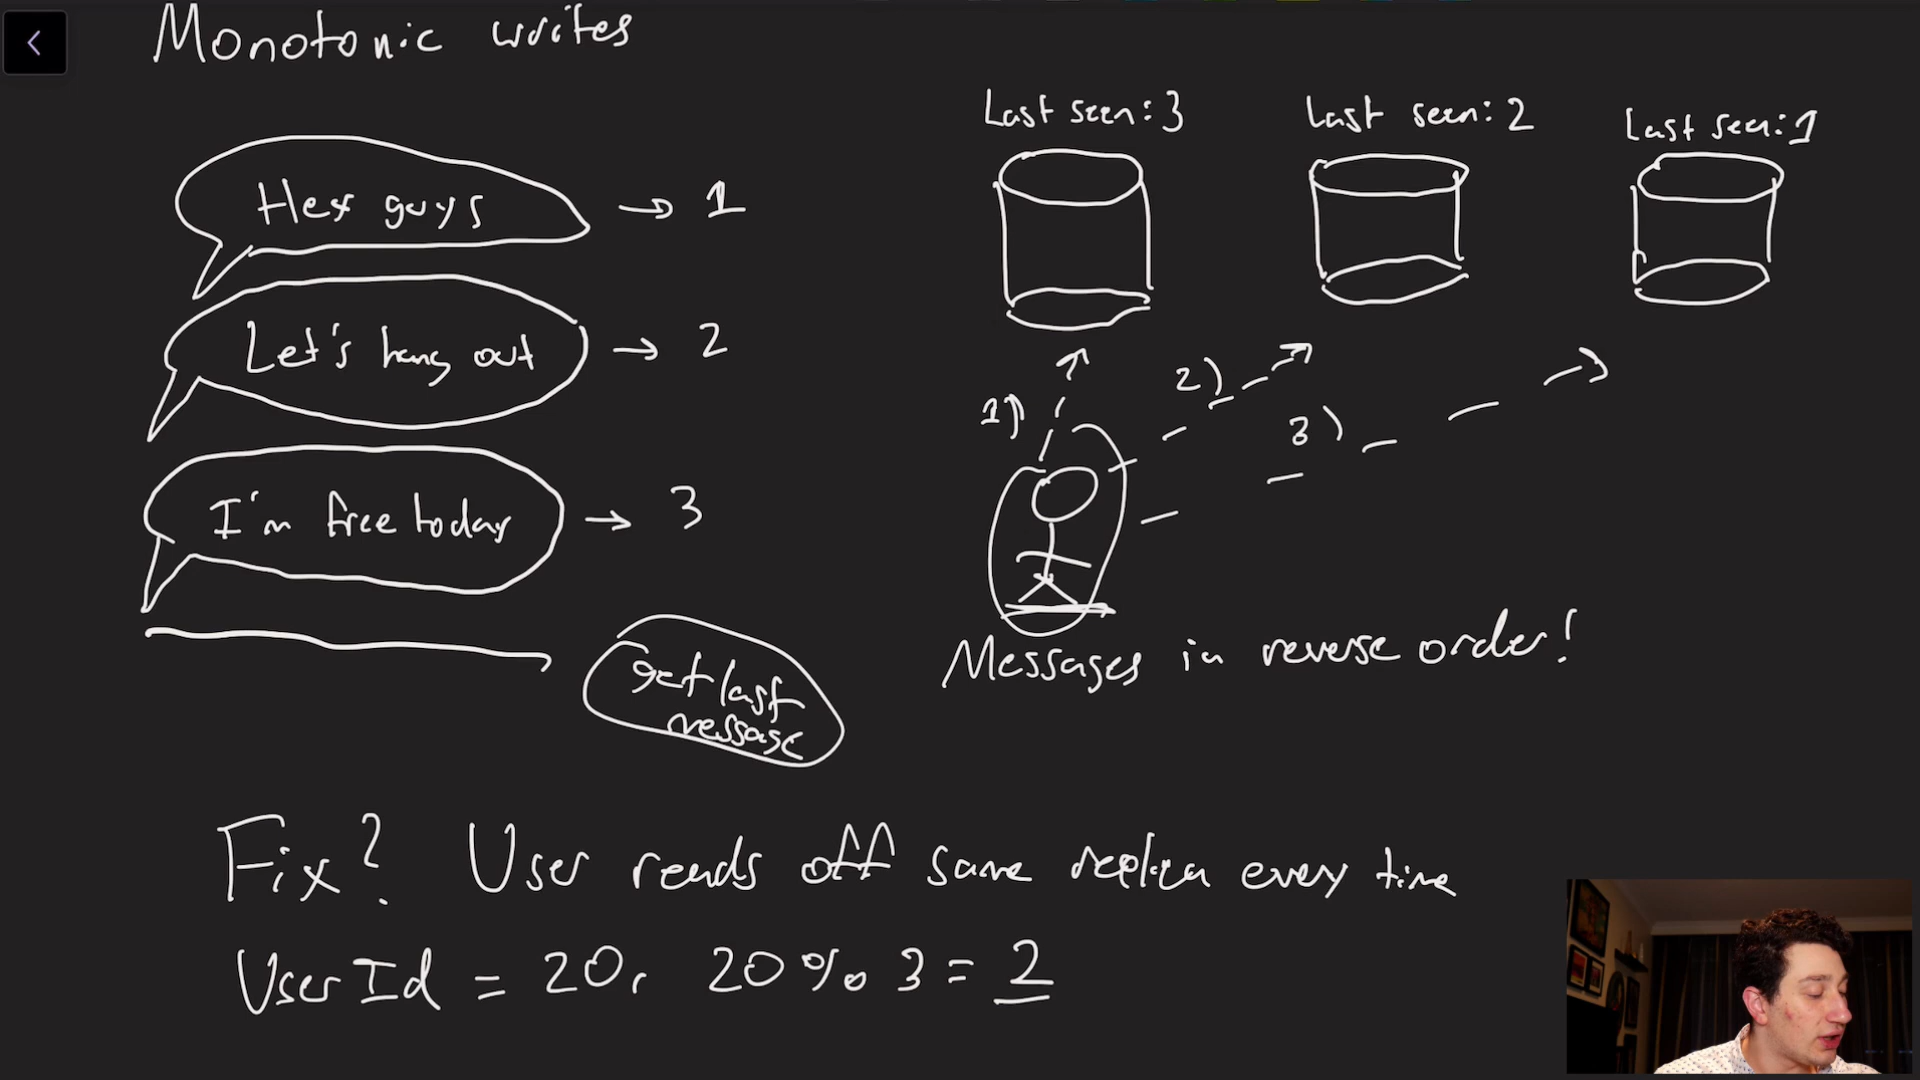 Monotonic writes
Hey guys → 1
Let's hang out → 2
I'm free today → 3
get last
message
Last seen: 3
Last seen: 2
Last seen: 1
1)
2)
3)
Messages in reverse order!
Fix? User reads off same replica every time
User Id = 20, 20 % 3 = 2